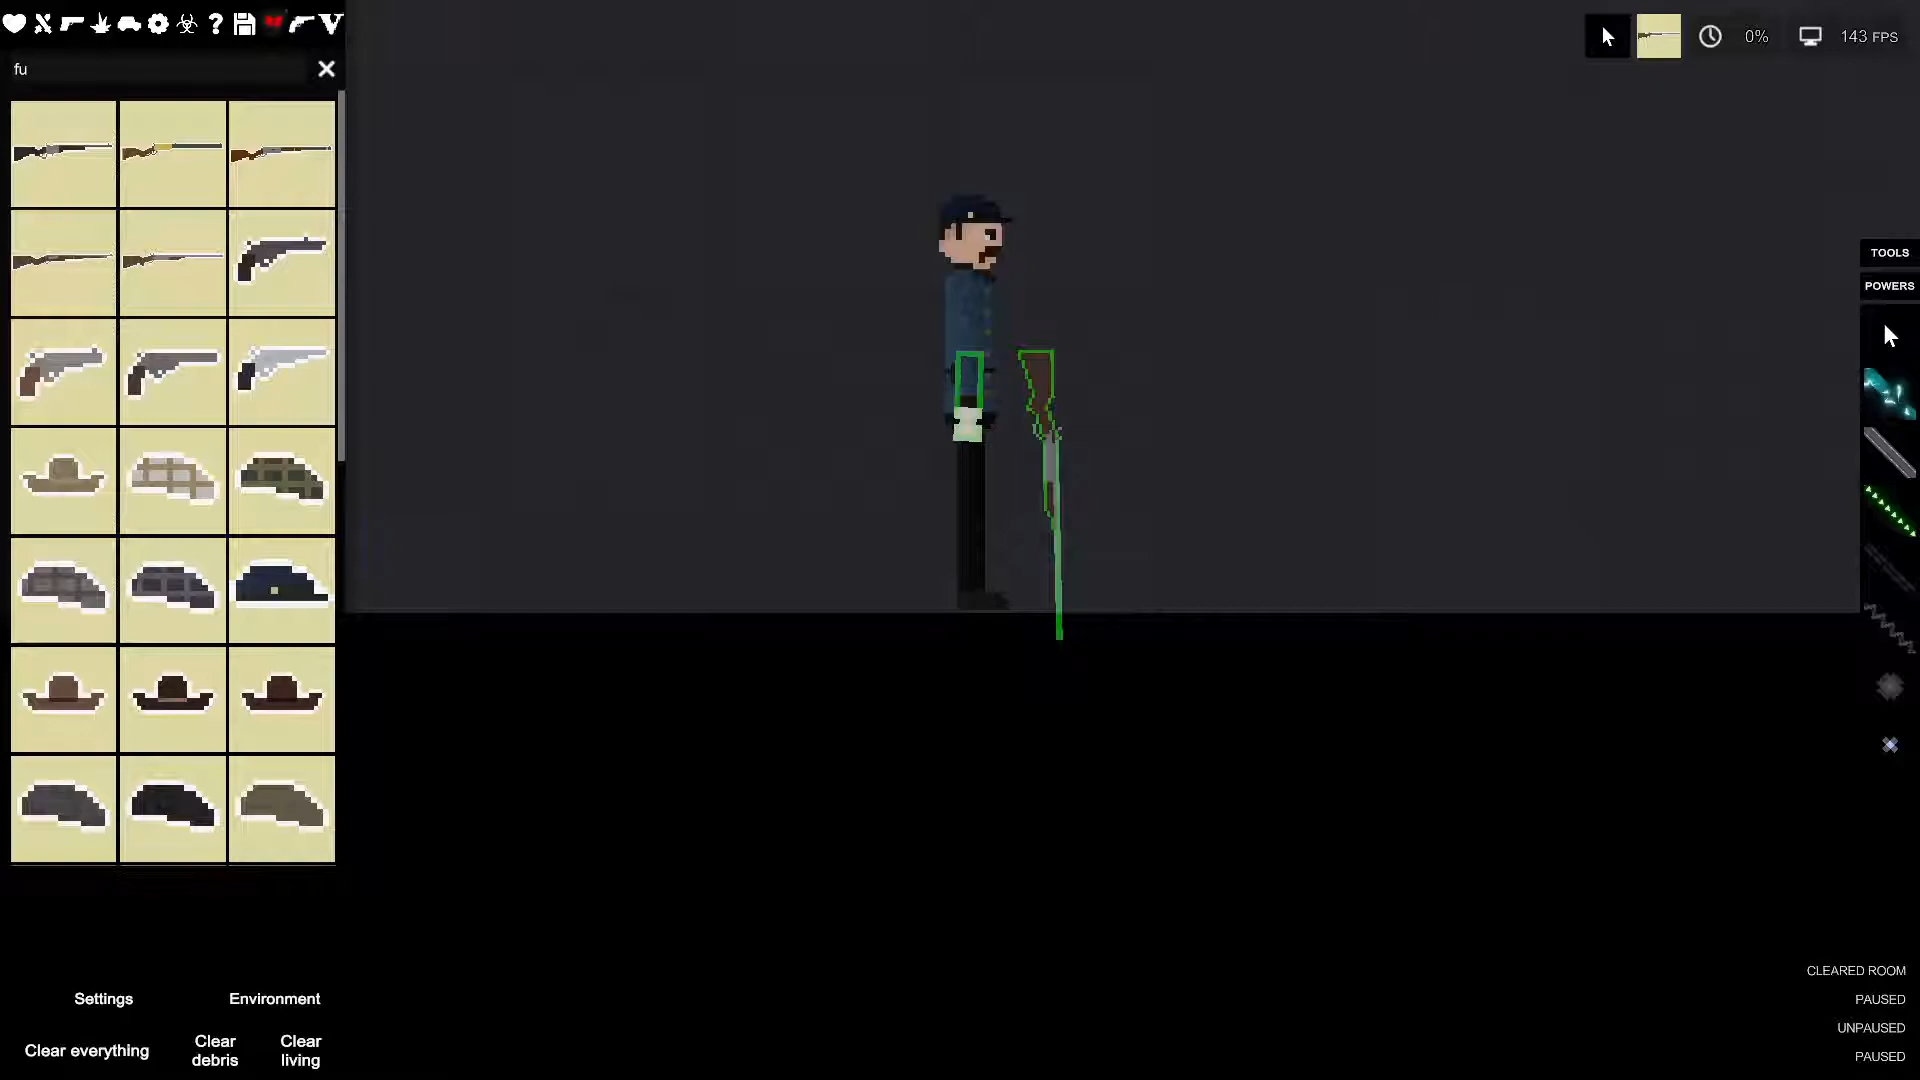 0%
143 FPS
fu
TOOLS
POWERS
Settings
Environment
Clear everything
Clear debris
Clear living
CLEARED ROOM
PAUSED
UNPAUSED
PAUSED